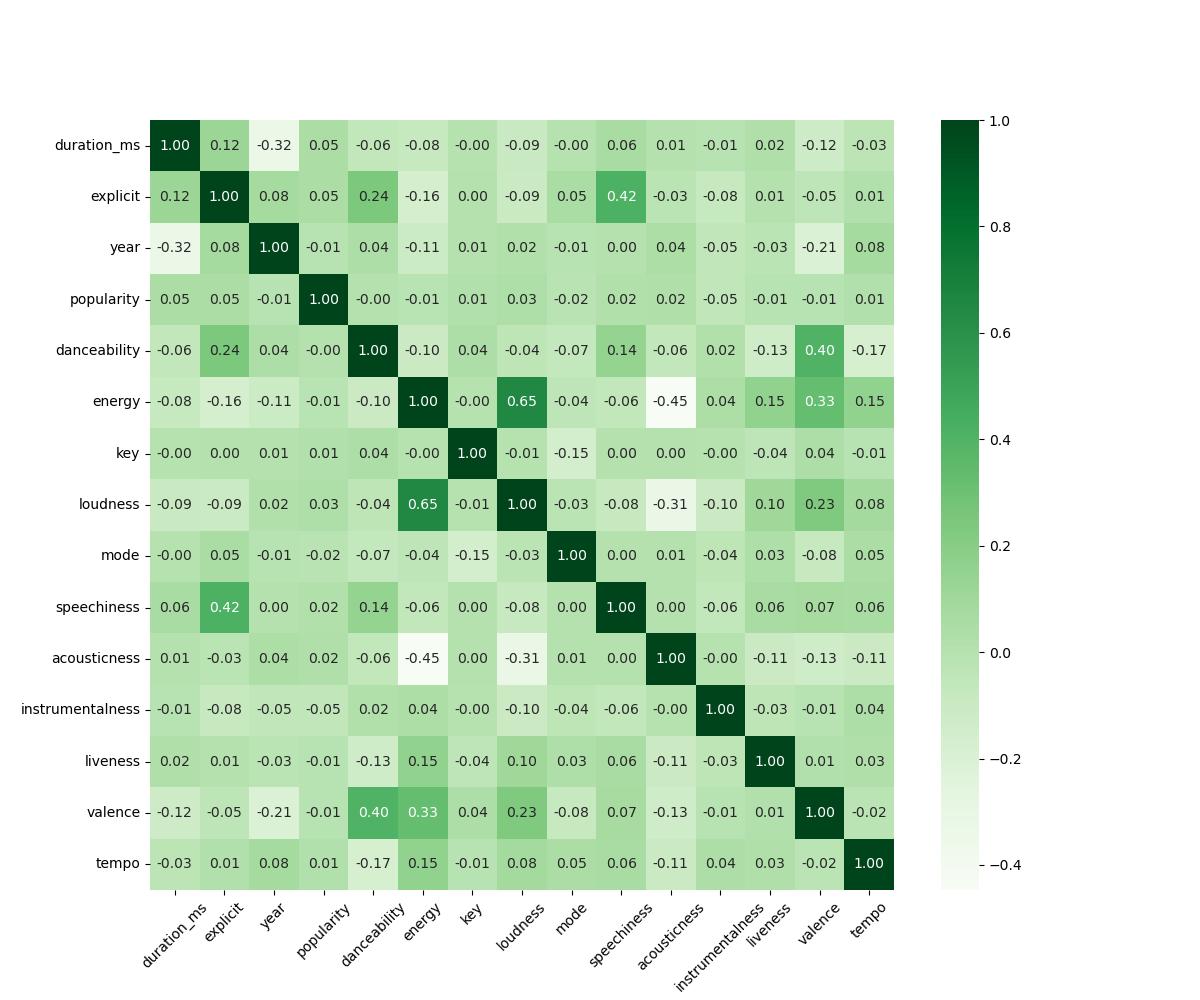 duration_ms 1.00 0.12 -0.32 0.05 -0.06 -0.08 -0.00 -0.09 -0.00 0.06 0.01 -0.01 0.02 -0.12 -0.03
explicit 0.12 1.00 0.08 0.05 0.24 -0.16 0.00 -0.09 0.05 0.42 -0.03 -0.08 0.01 -0.05 0.01
year -0.32 0.08 1.00 -0.01 0.04 -0.11 0.01 0.02 -0.01 0.00 0.04 -0.05 -0.03 -0.21 0.08
popularity 0.05 0.05 -0.01 1.00 -0.00 -0.01 0.01 0.03 -0.02 0.02 0.02 -0.05 -0.01 -0.01 0.01
danceability -0.06 0.24 0.04 -0.00 1.00 -0.10 0.04 -0.04 -0.07 0.14 -0.06 0.02 -0.13 0.40 -0.17
energy -0.08 -0.16 -0.11 -0.01 -0.10 1.00 -0.00 0.65 -0.04 -0.06 -0.45 0.04 0.15 0.33 0.15
key -0.00 0.00 0.01 0.01 0.04 -0.00 1.00 -0.01 -0.15 0.00 0.00 -0.00 -0.04 0.04 -0.01
loudness -0.09 -0.09 0.02 0.03 -0.04 0.65 -0.01 1.00 -0.03 -0.08 -0.31 -0.10 0.10 0.23 0.08
mode -0.00 0.05 -0.01 -0.02 -0.07 -0.04 -0.15 -0.03 1.00 0.00 0.01 -0.04 0.03 -0.08 0.05
speechiness 0.06 0.42 0.00 0.02 0.14 -0.06 0.00 -0.08 0.00 1.00 0.00 -0.06 0.06 0.07 0.06
acousticness 0.01 -0.03 0.04 0.02 -0.06 -0.45 0.00 -0.31 0.01 0.00 1.00 -0.00 -0.11 -0.13 -0.11
instrumentalness -0.01 -0.08 -0.05 -0.05 0.02 0.04 -0.00 -0.10 -0.04 -0.06 -0.00 1.00 -0.03 -0.01 0.04
liveness 0.02 0.01 -0.03 -0.01 -0.13 0.15 -0.04 0.10 0.03 0.06 -0.11 -0.03 1.00 0.01 0.03
valence -0.12 -0.05 -0.21 -0.01 0.40 0.33 0.04 0.23 -0.08 0.07 -0.13 -0.01 0.01 1.00 -0.02
tempo -0.03 0.01 0.08 0.01 -0.17 0.15 -0.01 0.08 0.05 0.06 -0.11 0.04 0.03 -0.02 1.00
duration_ms explicit year popularity danceability energy key loudness mode speechiness acousticness instrumentalness liveness valence tempo
1.0
0.8
0.6
0.4
0.2
0.0
−0.2
−0.4